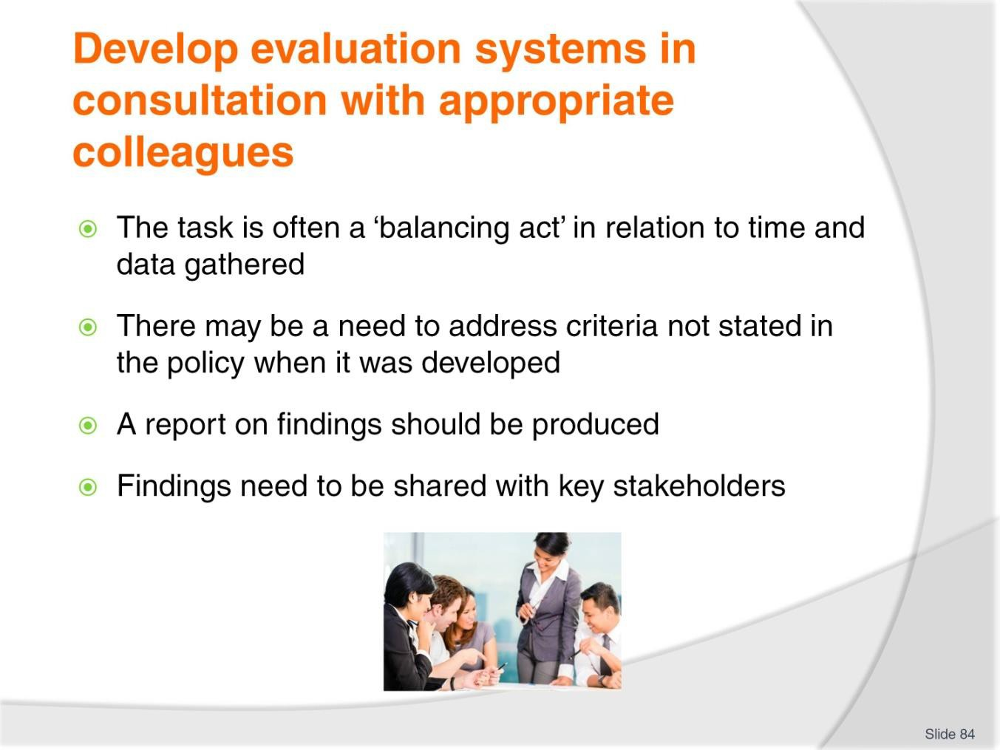 Develop evaluation systems in
consultation with appropriate
colleagues
The task is often a ‘balancing act’ in relation to time and
data gathered
There may be a need to address criteria not stated in
the policy when it was developed
A report on findings should be produced
Findings need to be shared with key stakeholders
Slide 84